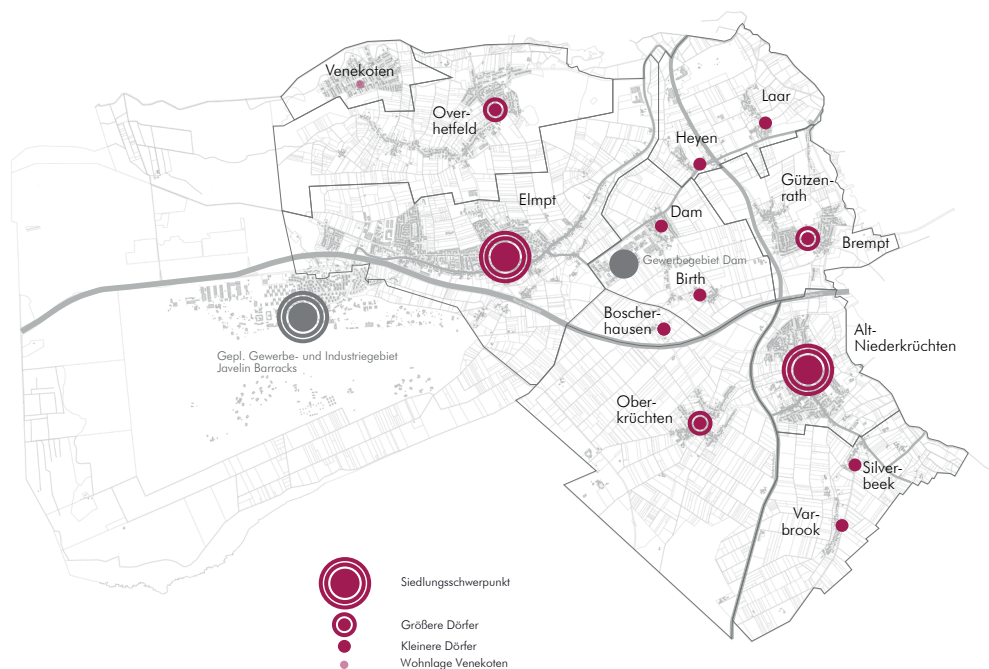 Venekoten
Over-
hetfeld
Laar
Heyen
Gützen-
rath
Elmpt
Dam
Brempt
Gewerbegebiet Dam
Birth
Boscher-
hausen
Alt-
Niederkrüchten
Gepl. Gewerbe- und Industriegebiet
Javelin Barracks
Ober-
krüchten
Silver-
beek
Var-
brook
Siedlungsschwerpunkt
Größere Dörfer
Kleinere Dörfer
Wohnlage Venekoten